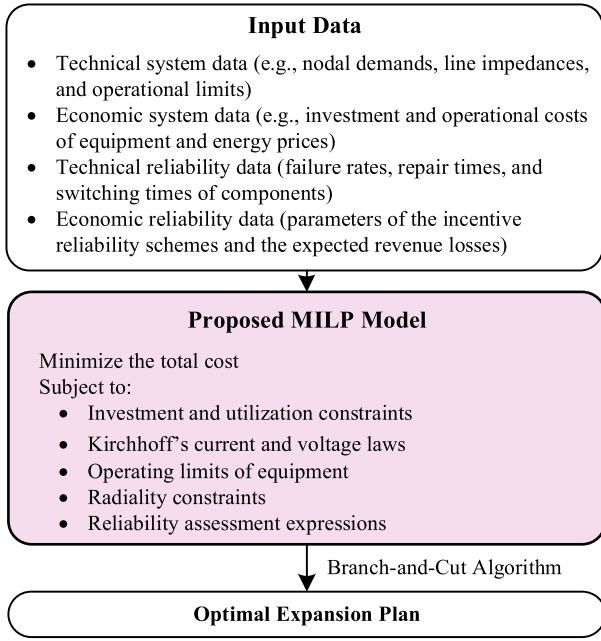 Input Data
• Technical system data (e.g., nodal demands, line impedances,
and operational limits)
• Economic system data (e.g., investment and operational costs
of equipment and energy prices)
• Technical reliability data (failure rates, repair times, and
switching times of components)
• Economic reliability data (parameters of the incentive
reliability schemes and the expected revenue losses)
Proposed MILP Model
Minimize the total cost
Subject to:
• Investment and utilization constraints
• Kirchhoff's current and voltage laws
• Operating limits of equipment
• Radiality constraints
• Reliability assessment expressions
Branch-and-Cut Algorithm
Optimal Expansion Plan